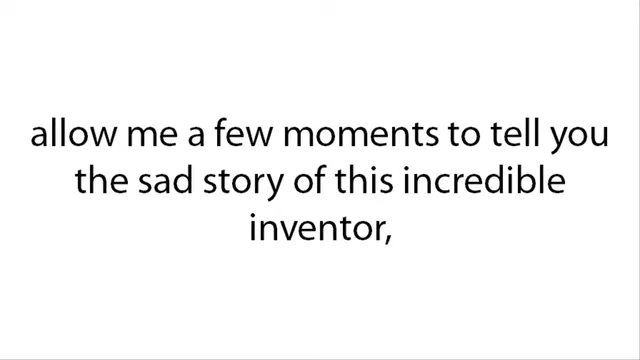 allow me a few moments to tell you
the sad story of this incredible
inventor,